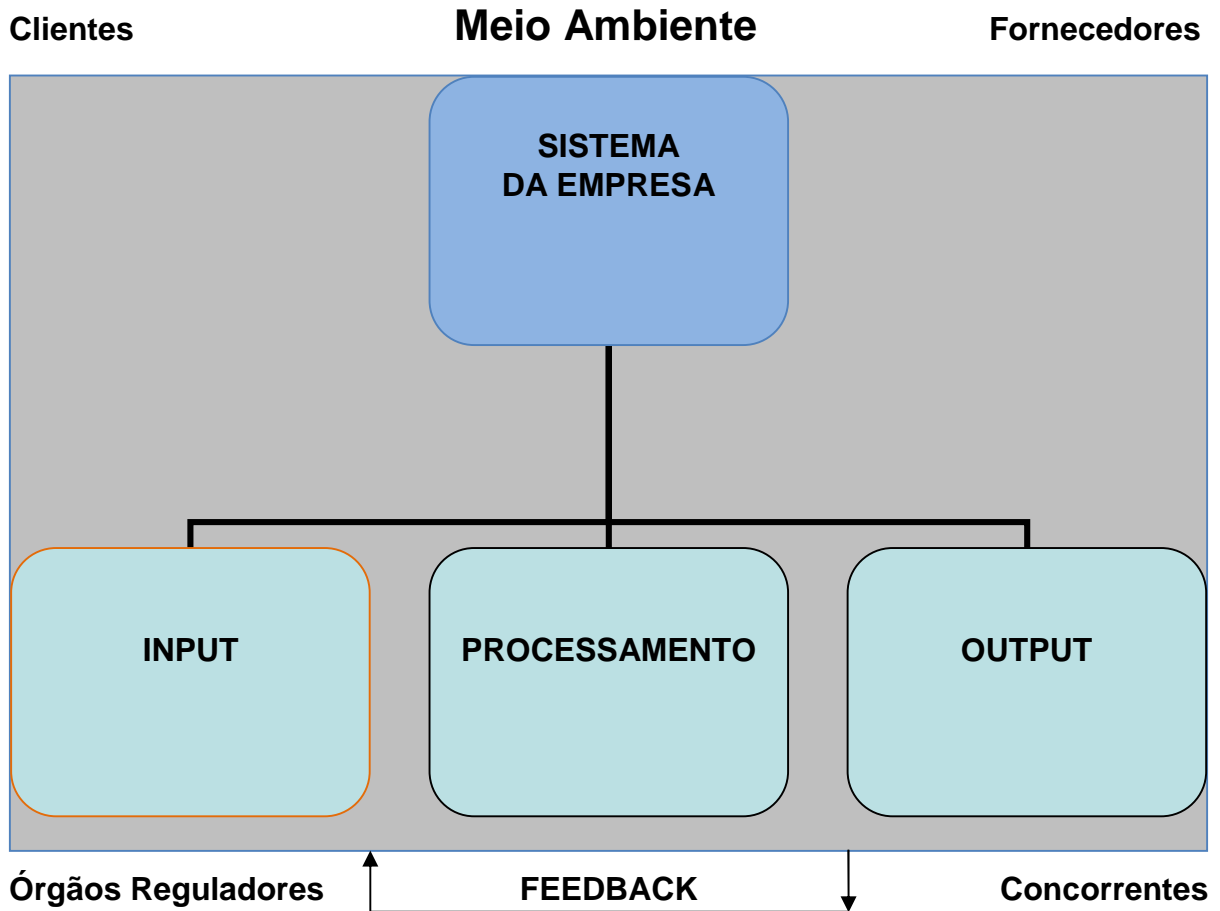 Clientes
Meio Ambiente
Fornecedores
SISTEMA
DA EMPRESA
INPUT
PROCESSAMENTO
OUTPUT
Órgãos Reguladores
FEEDBACK
Concorrentes